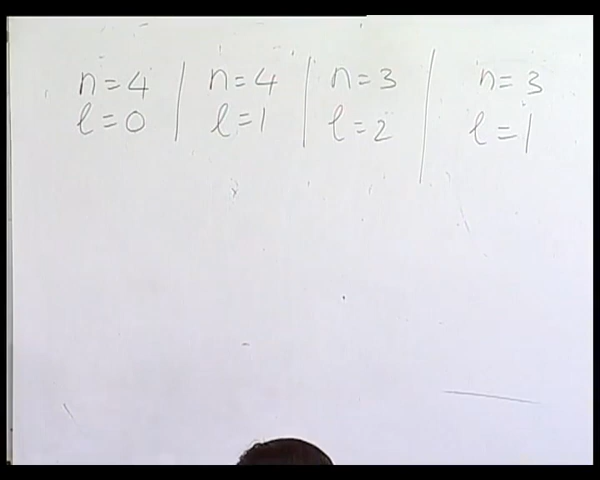 n=4 | n=4 | n=3 | n=3
l=0 | l=1 | l=2 | l=1